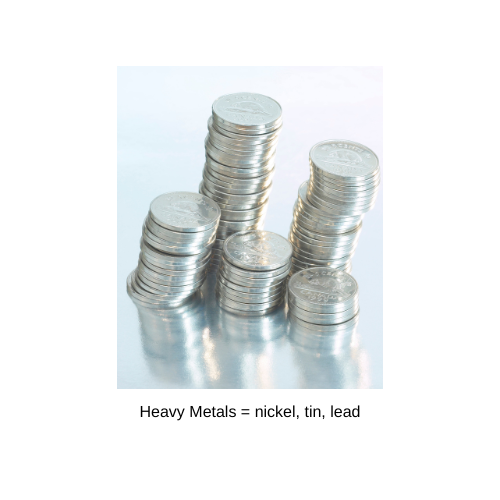 Heavy Metals = nickel, tin, lead